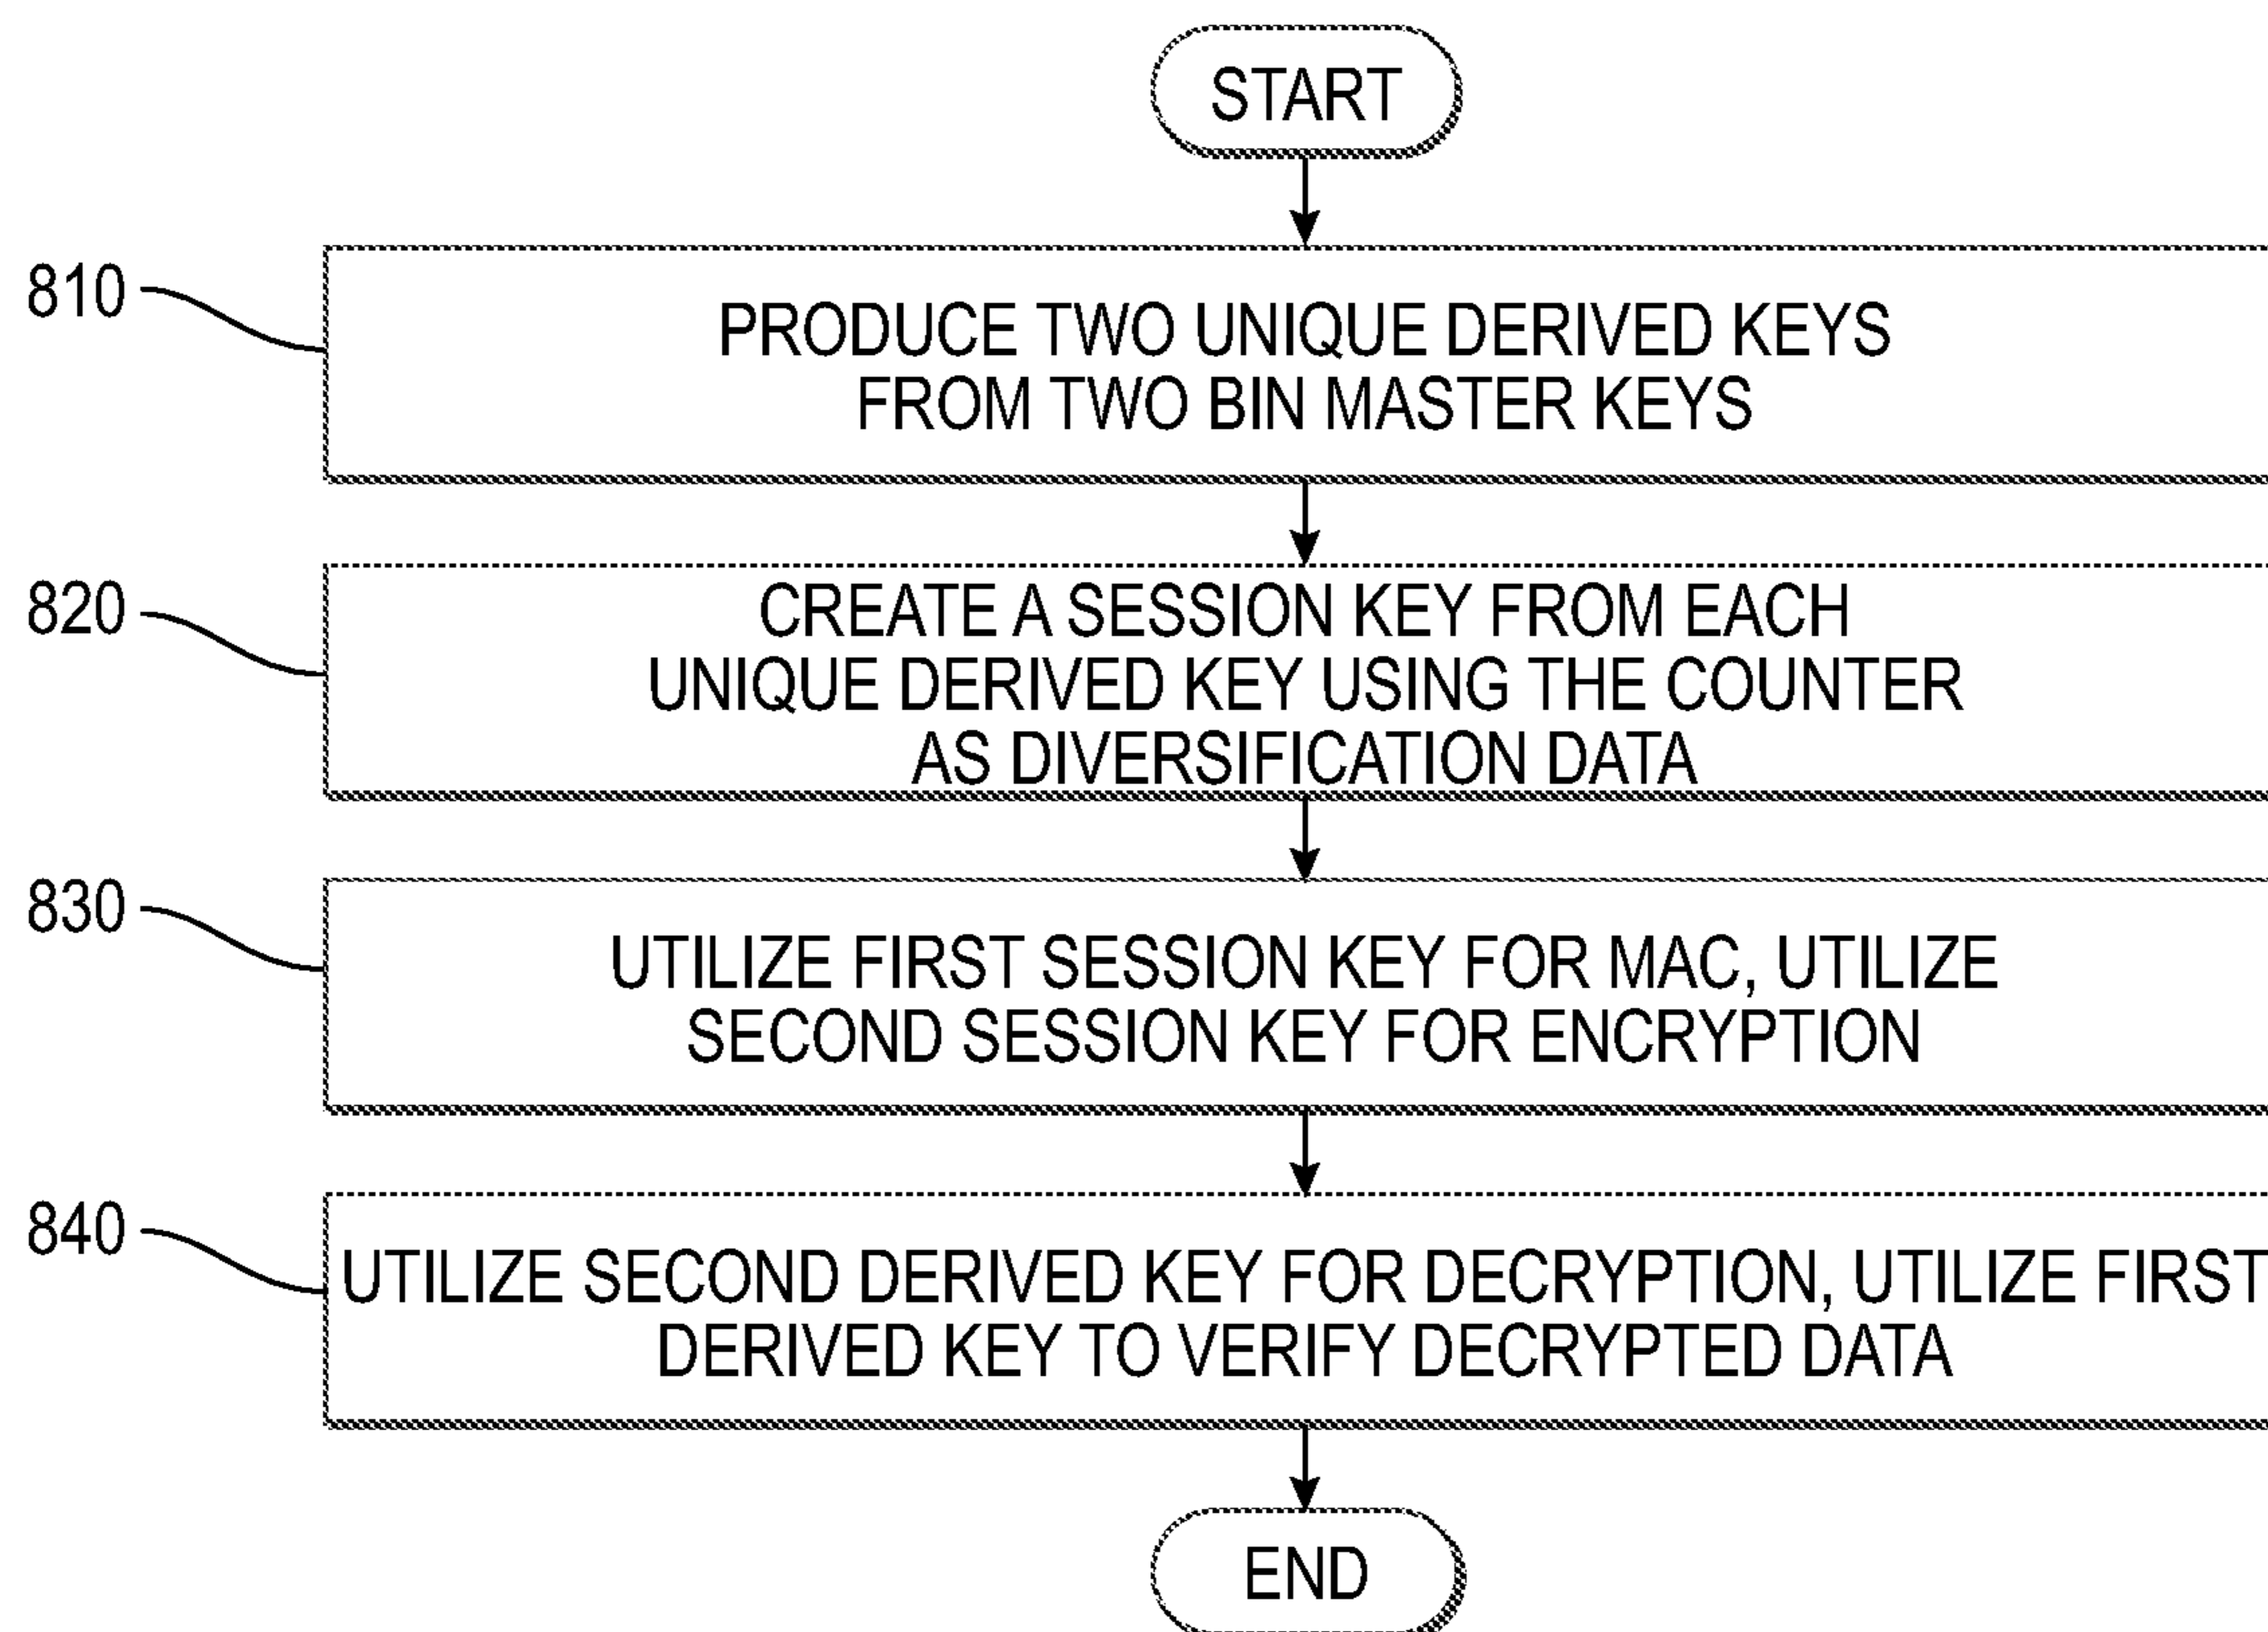 START
810
PRODUCE TWO UNIQUE DERIVED KEYS
FROM TWO BIN MASTER KEYS
820
CREATE A SESSION KEY FROM EACH
UNIQUE DERIVED KEY USING THE COUNTER
AS DIVERSIFICATION DATA
830
UTILIZE FIRST SESSION KEY FOR MAC, UTILIZE
SECOND SESSION KEY FOR ENCRYPTION
840
UTILIZE SECOND DERIVED KEY FOR DECRYPTION, UTILIZE FIRST
DERIVED KEY TO VERIFY DECRYPTED DATA
END